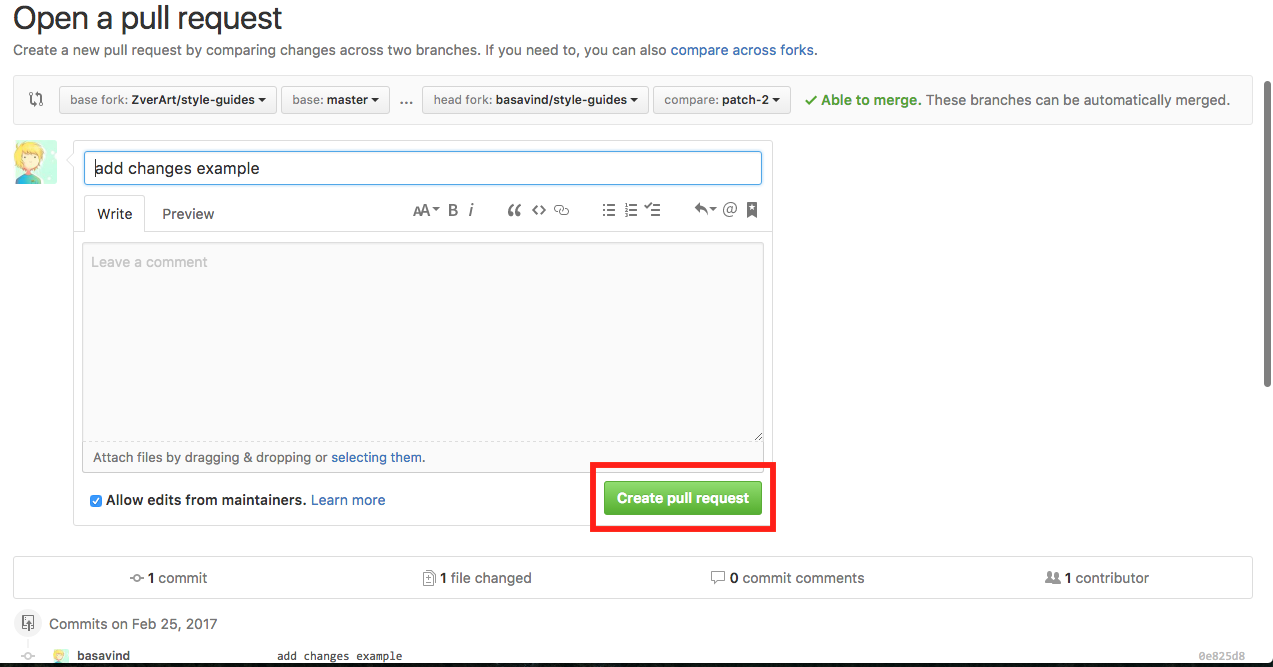 Open a pull request
Create a new pull request by comparing changes across two branches. If you need to, you can also compare across forks.
base fork: ZverArt/style-guides base: master ... head fork: basavind/style-guides compare: patch-2 Able to merge. These branches can be automatically merged.
add changes example
Write Preview AA B i
Leave a comment
Attach files by dragging & dropping or selecting them.
Allow edits from maintainers. Learn more Create pull request
1 commit 1 file changed 0 commit comments 1 contributor
Commits on Feb 25, 2017
basavind add changes example 0e825d8